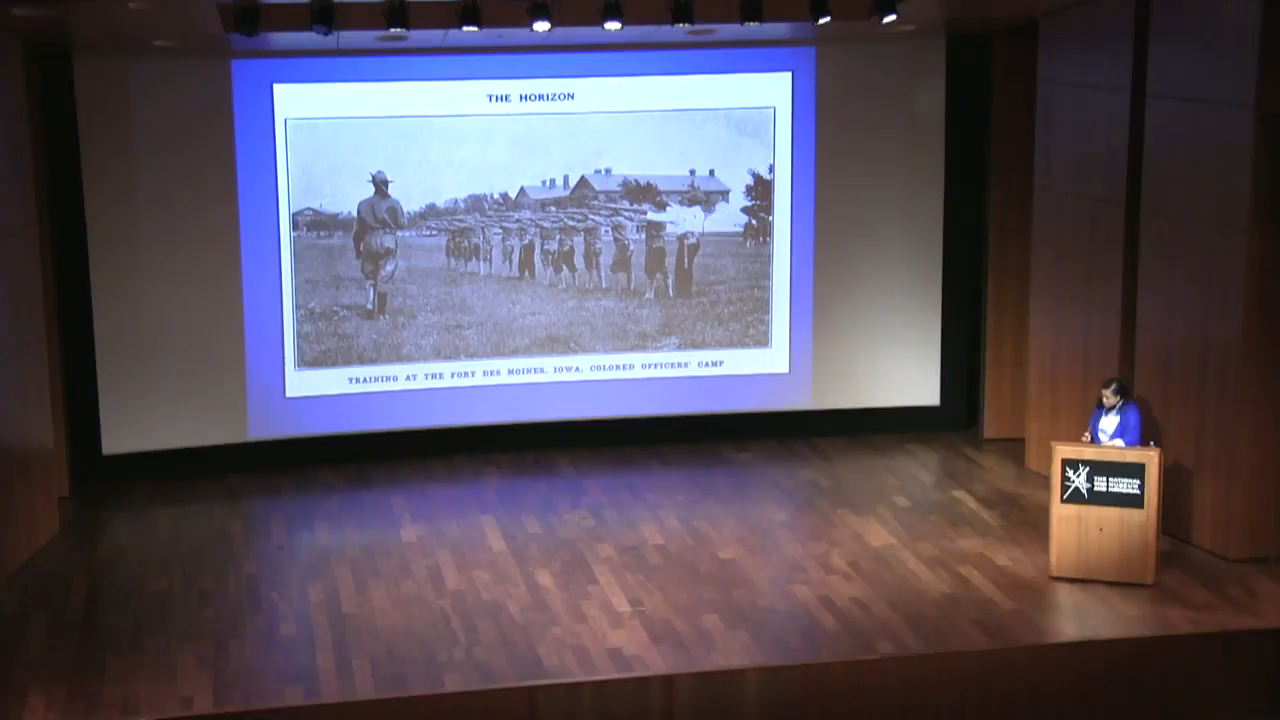 THE HORIZON
TRAINING AT THE FORT DES MOINES, IOWA, COLORED OFFICERS' CAMP
THE NATIONAL
WWI MUSEUM
AND MEMORIAL